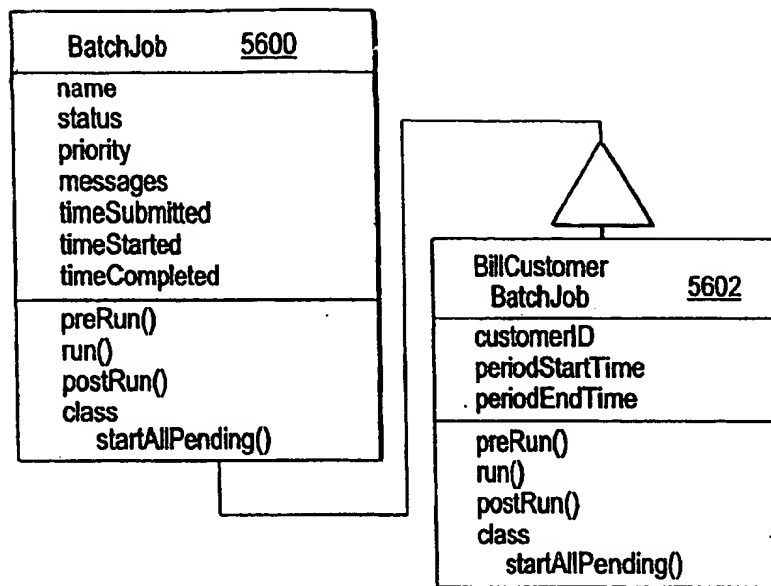 BatchJob 5600
name
status
priority
messages
timeSubmitted
timeStarted
timeCompleted
preRun()
run()
postRun()
class
startAllPending()
BillCustomer
BatchJob 5602
customerID
periodStartTime
periodEndTime
preRun()
run()
postRun()
class
startAllPending()